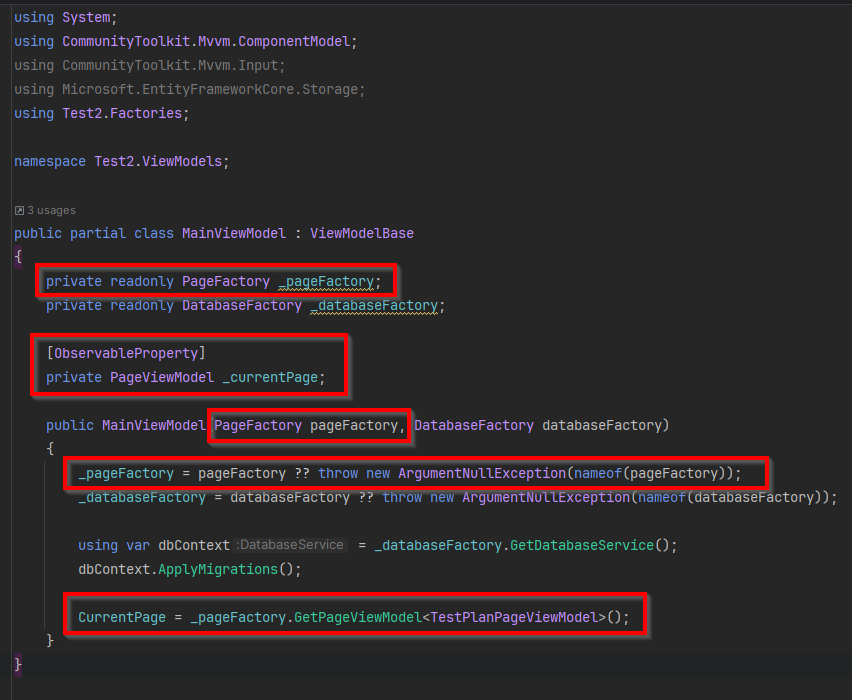 using System;
using CommunityToolkit.Mvvm.ComponentModel;
using CommunityToolkit.Mvvm.Input;
using Microsoft.EntityFrameworkCore.Storage;
using Test2.Factories;
namespace Test2.ViewModels;
3 usages
public partial class MainViewModel : ViewModelBase
{
private readonly PageFactory _pageFactory;
private readonly DatabaseFactory _databaseFactory;
[ObservableProperty]
private PageViewModel _currentPage;
public MainViewModel(PageFactory pageFactory, DatabaseFactory databaseFactory)
{
_pageFactory = pageFactory ?? throw new ArgumentNullException(nameof(pageFactory));
_databaseFactory = databaseFactory ?? throw new ArgumentNullException(nameof(databaseFactory));
using var dbContext :DatabaseService = _databaseFactory.GetDatabaseService();
dbContext.ApplyMigrations();
CurrentPage = _pageFactory.GetPageViewModel<TestPlanPageViewModel>();
}
}